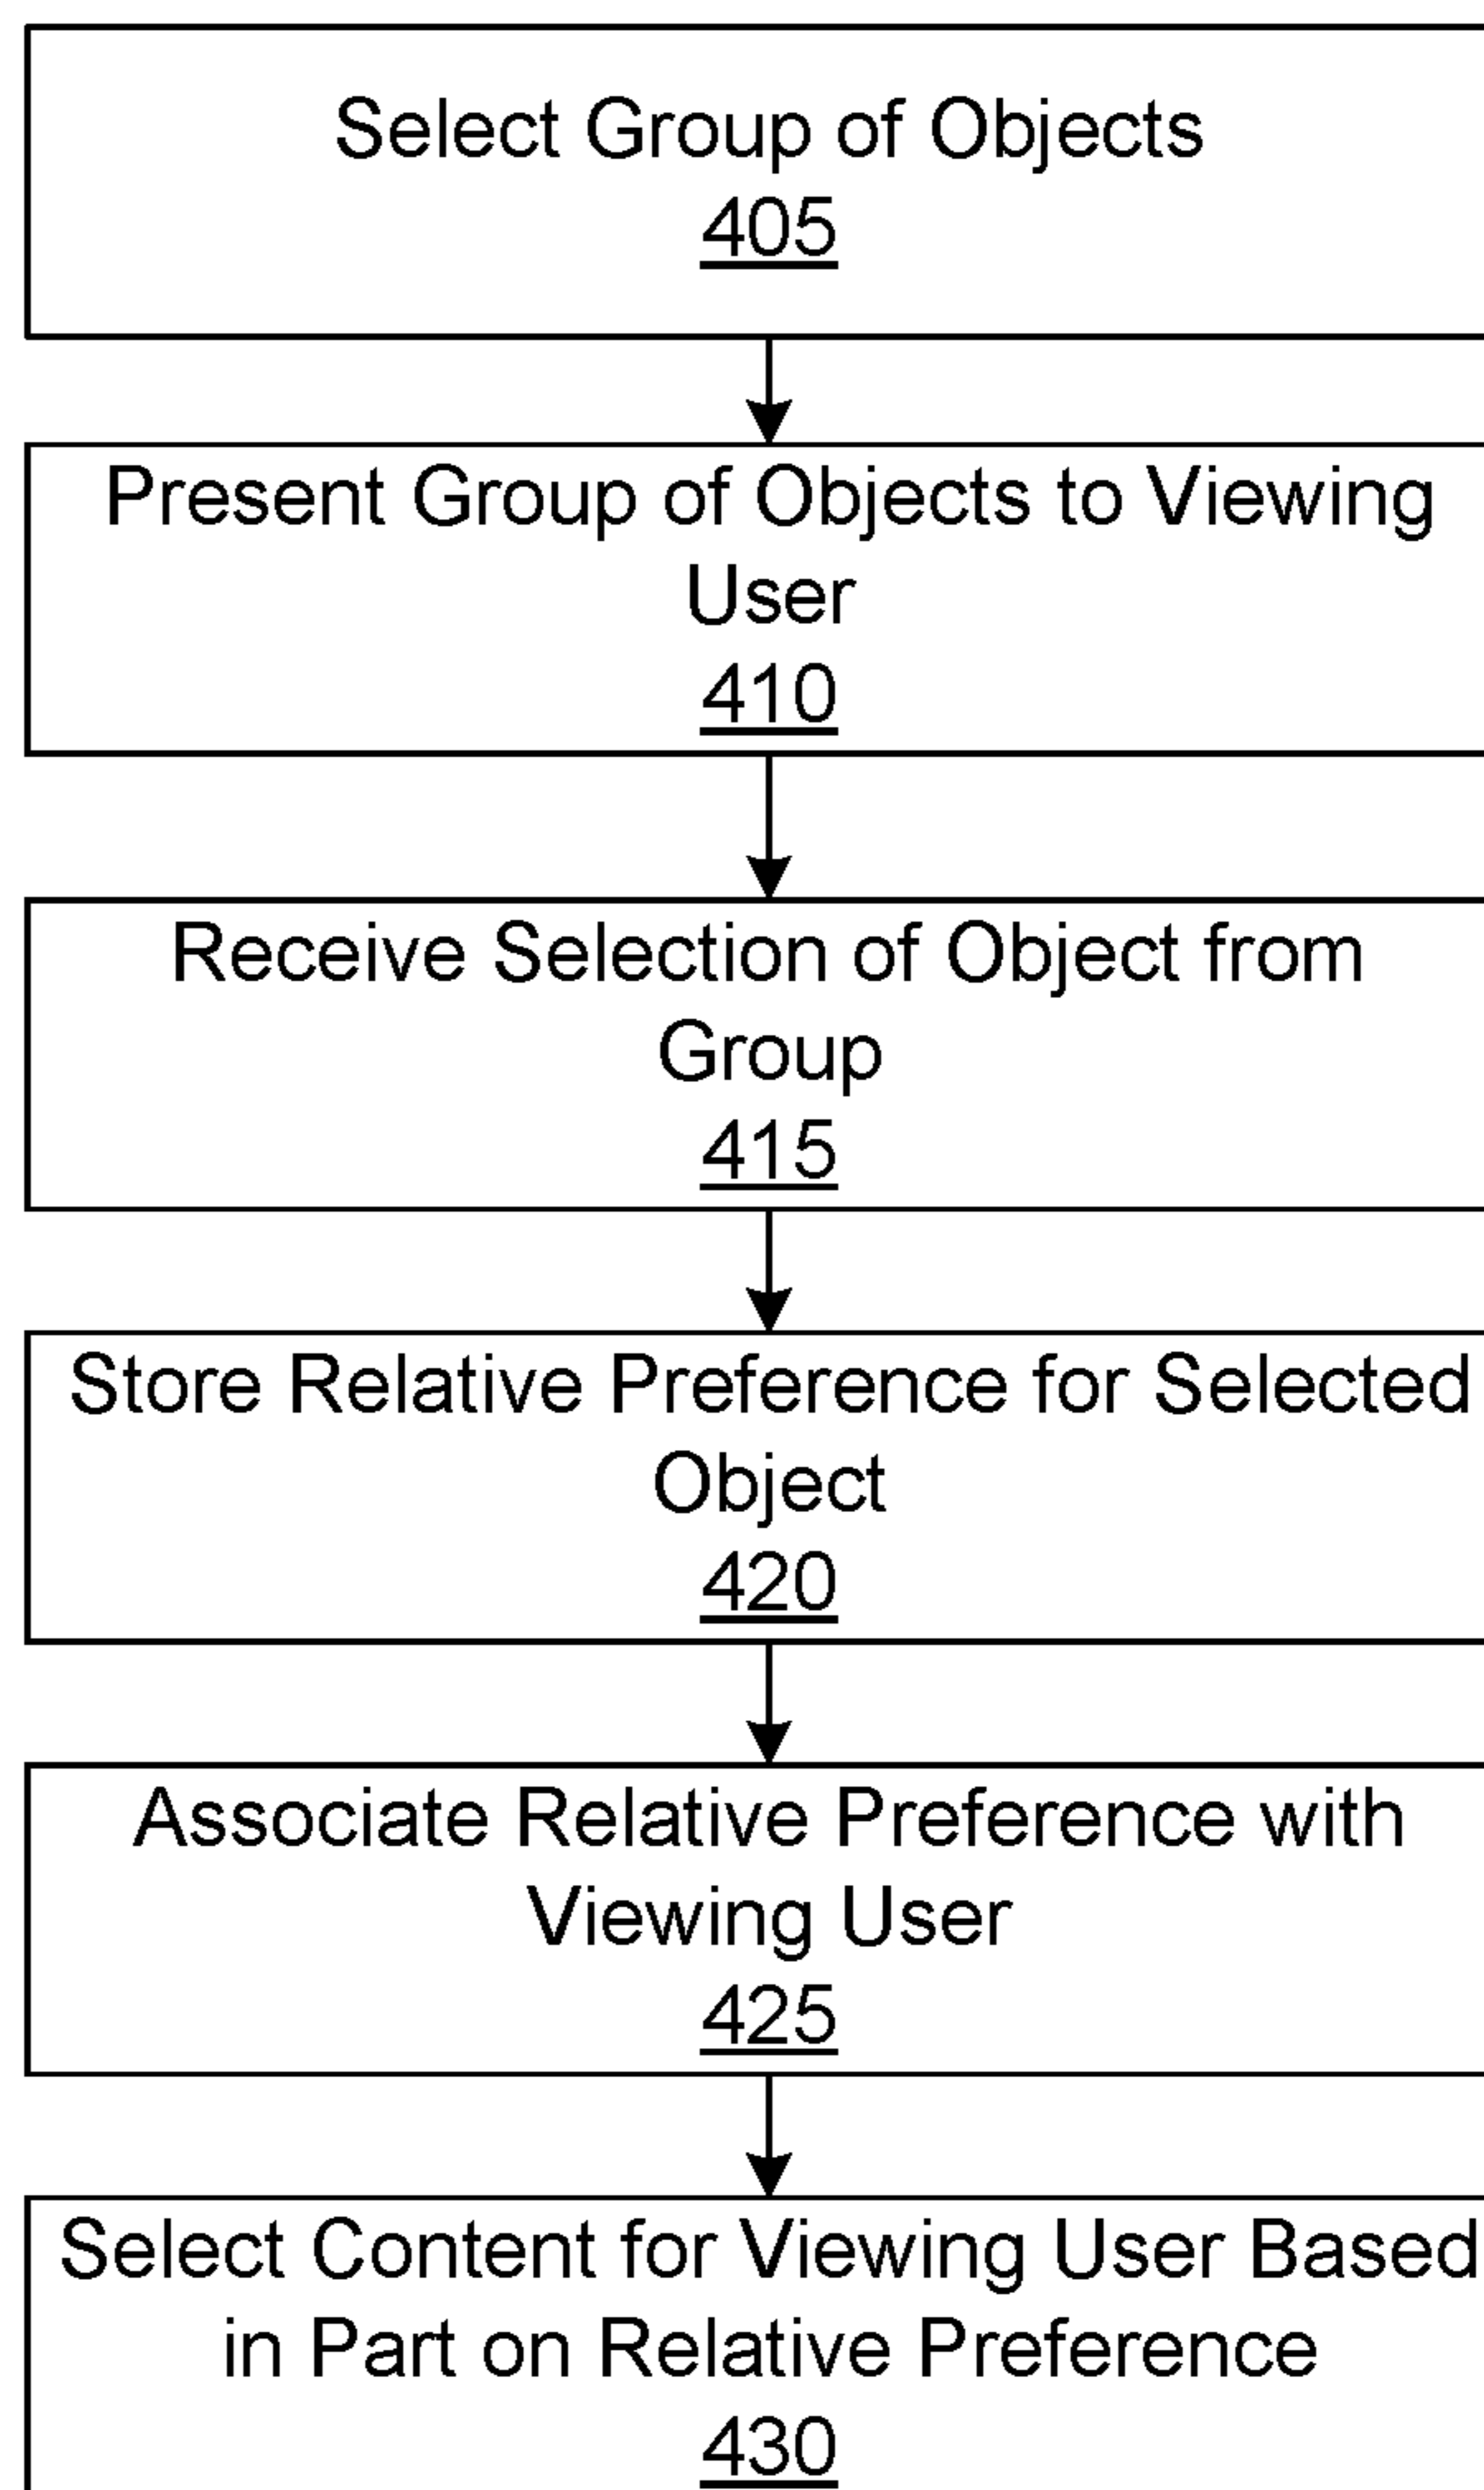 Select Group of Objects
405
Present Group of Objects to Viewing
User
410
Receive Selection of Object from
Group
415
Store Relative Preference for Selected
Object
420
Associate Relative Preference with
Viewing User
425
Select Content for Viewing User Based
in Part on Relative Preference
430